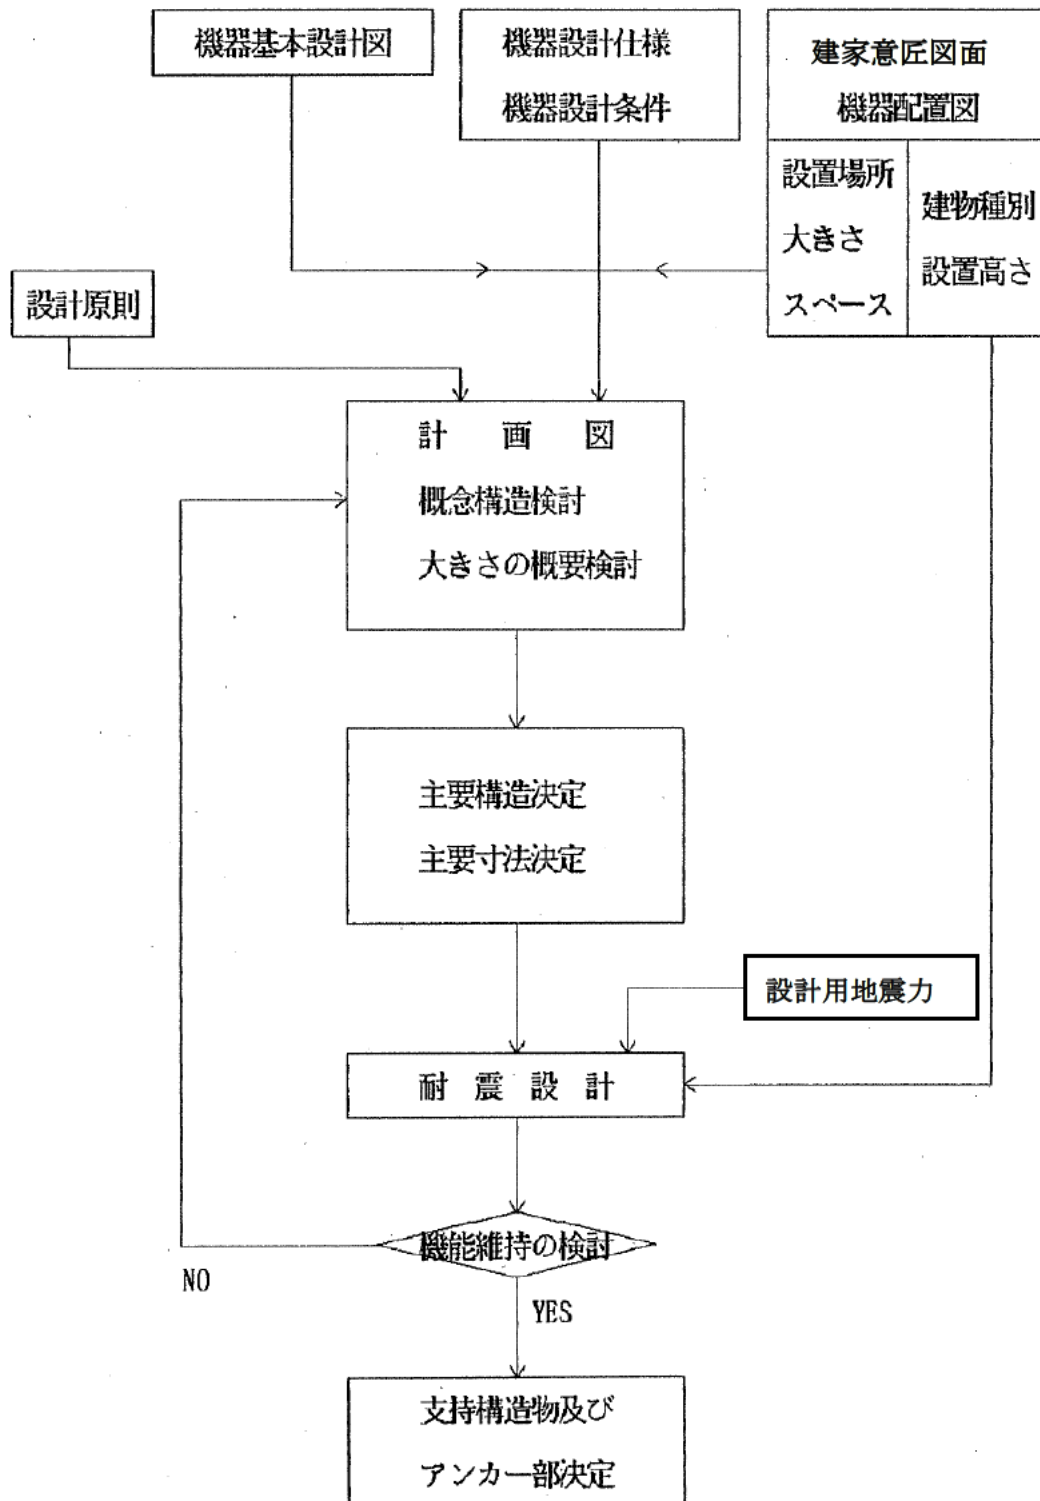 機器基本設計図
機器設計仕様
機器設計条件
建家意匠図面
機器配置図
設置場所
大きさ
スペース
建物種別
設置高さ
設計原則
計 画 図
概念構造検討
大きさの概要検討
主要構造決定
主要寸法決定
設計用地震力
耐 震 設 計
機能維持の検討
NO
YES
支持構造物及び
アンカー部決定